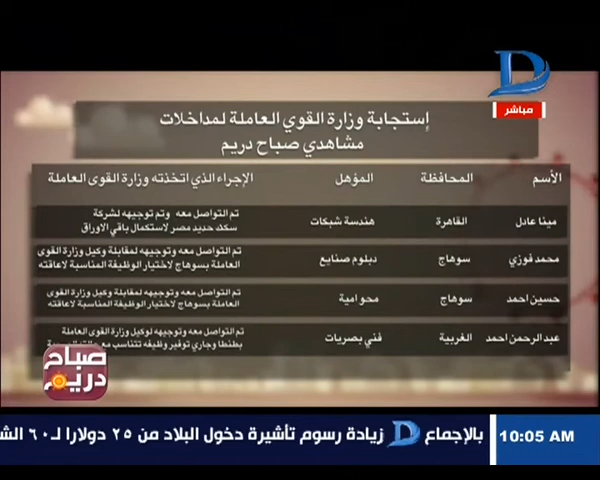 مباشر
إستجابة وزارة القوي العاملة لمداخلات
مشاهدي صباح دريم
الأسم المحافظة المؤهل الإجراء الذي اتخذته وزارة القوى العاملة
مينا عادل القاهرة هندسة شبكات تم التواصل معه وتم توجيهه لشركة
سكك حديد مصر لاستكمال باقي الاوراق
محمد فوزي سوهاج دبلوم صنايع تم التواصل معه وتوجيهه لمقابلة وكيل وزارة القوى
العاملة بسوهاج لاختيار الوظيفة المناسبة لاعاقته
حسين احمد سوهاج محو امية تم التواصل معه وتوجيهه لمقابلة وكيل وزارة القوى
العاملة بسوهاج لاختيار الوظيفة المناسبة لاعاقته
عبد الرحمن احمد الغربية فني بصريات تم التواصل معه وتوجيهه لوكيل وزارة القوى العاملة
بطنطا وجاري توفير وظيفه تتناسب مع
صباح
دريم
بالإجماع زيادة رسوم تأشيرة دخول البلاد من ٢٥ دولارا لـ ٦٠
10:05 AM